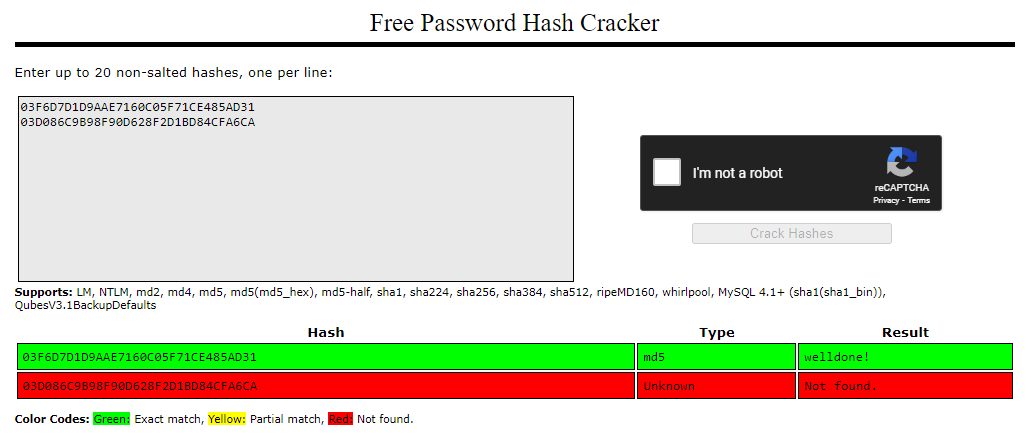 Free Password Hash Cracker
Enter up to 20 non-salted hashes, one per line:
03F6D7D1D9AAE7160C05F71CE485AD31
03D086C9B98F90D628F2D1BD84CFA6CA
I'm not a robot
reCAPTCHA
Privacy - Terms
Crack Hashes
Supports: LM, NTLM, md2, md4, md5, md5(md5_hex), md5-half, sha1, sha224, sha256, sha384, sha512, ripeMD160, whirlpool, MySQL 4.1+ (sha1(sha1_bin)),
QubesV3.1BackupDefaults
Hash Type Result
03F6D7D1D9AAE7160C05F71CE485AD31 md5 welldone!
03D086C9B98F90D628F2D1BD84CFA6CA Unknown Not found.
Color Codes: Green: Exact match, Yellow: Partial match, Red: Not found.